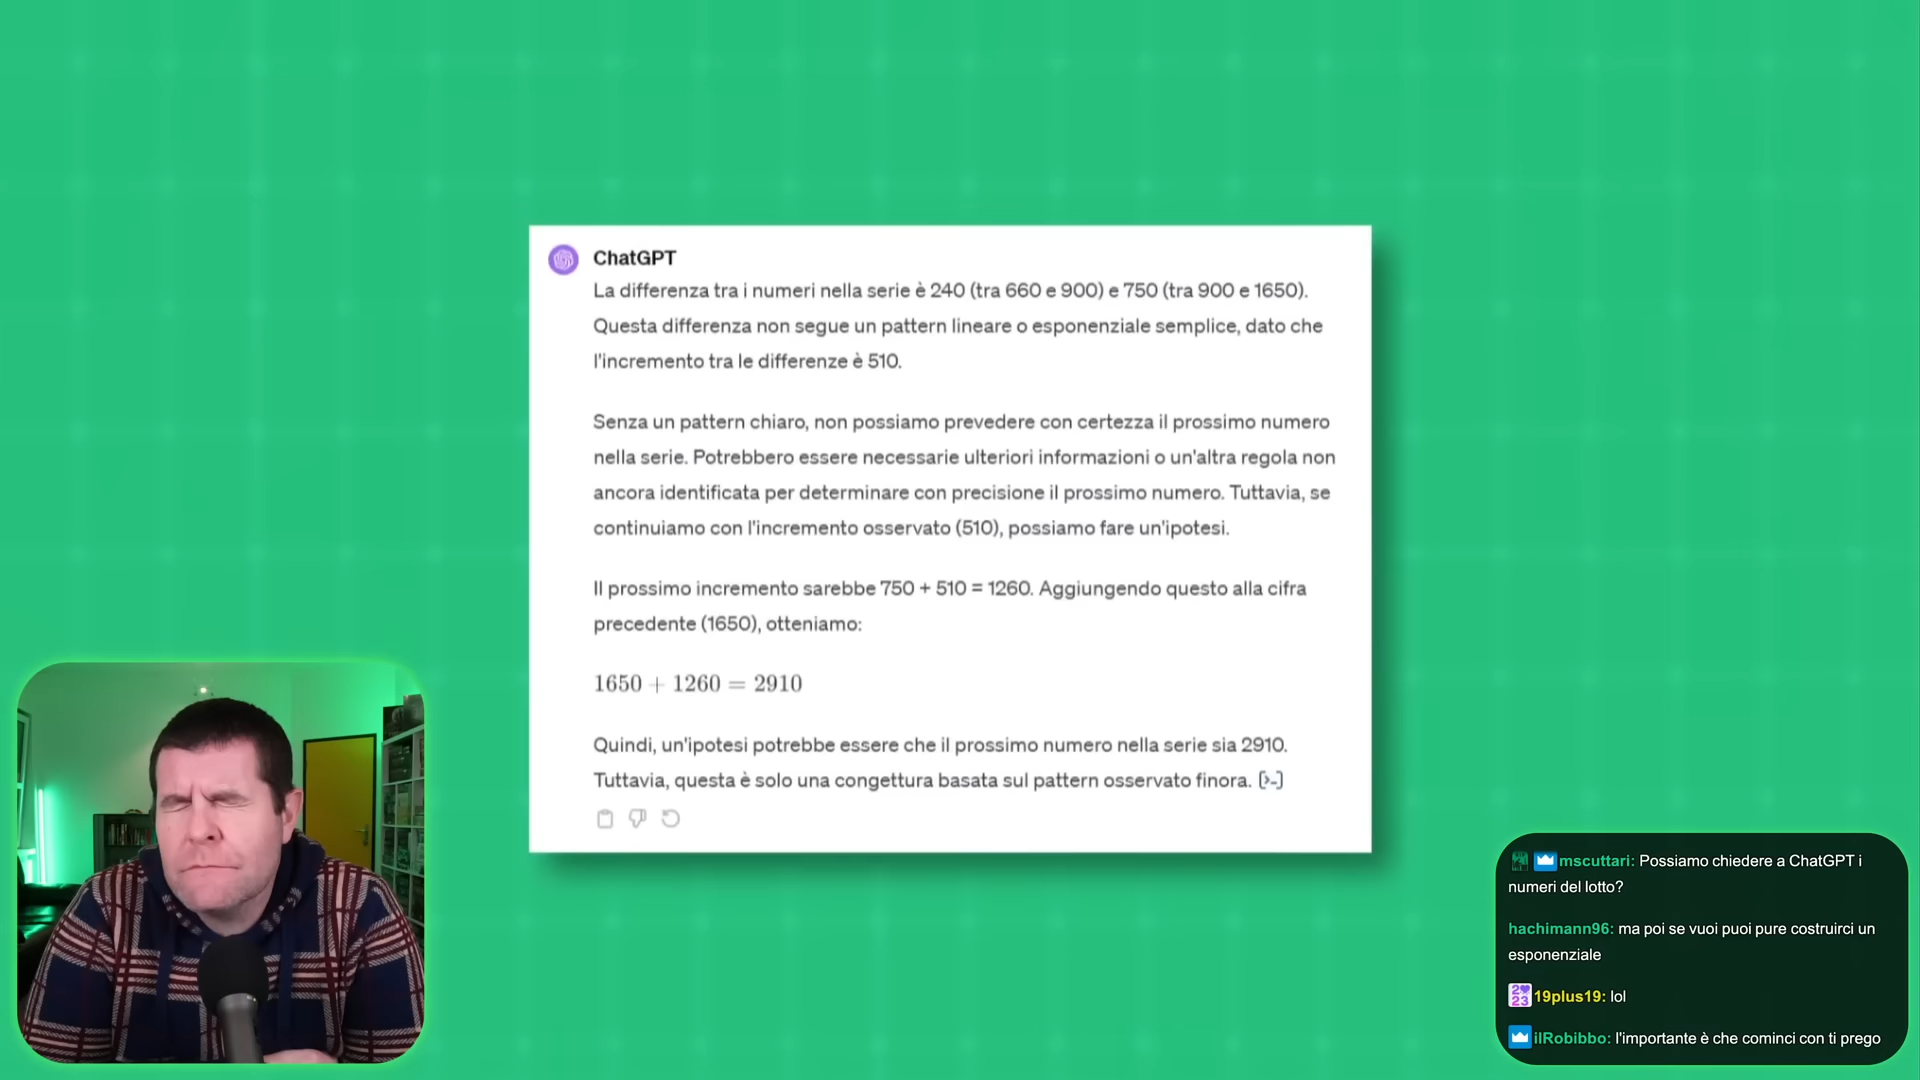 ChatGPT
La differenza tra i numeri nella serie è 240 (tra 660 e 900) e 750 (tra 900 e 1650).
Questa differenza non segue un pattern lineare o esponenziale semplice, dato che
l'incremento tra le differenze è 510.
Senza un pattern chiaro, non possiamo prevedere con certezza il prossimo numero
nella serie. Potrebbero essere necessarie ulteriori informazioni o un'altra regola non
ancora identificata per determinare con precisione il prossimo numero. Tuttavia, se
continuiamo con l'incremento osservato (510), possiamo fare un'ipotesi.
Il prossimo incremento sarebbe 750 + 510 = 1260. Aggiungendo questo alla cifra
precedente (1650), otteniamo:
1650 + 1260 = 2910
Quindi, un'ipotesi potrebbe essere che il prossimo numero nella serie sia 2910.
Tuttavia, questa è solo una congettura basata sul pattern osservato finora. [>-]
mscuttari: Possiamo chiedere a ChatGPT i
numeri del lotto?
hachimann96: ma poi se vuoi puoi pure costruirci un
esponenziale
19plus19: lol
ilRobibbo: l'importante è che cominci con ti prego